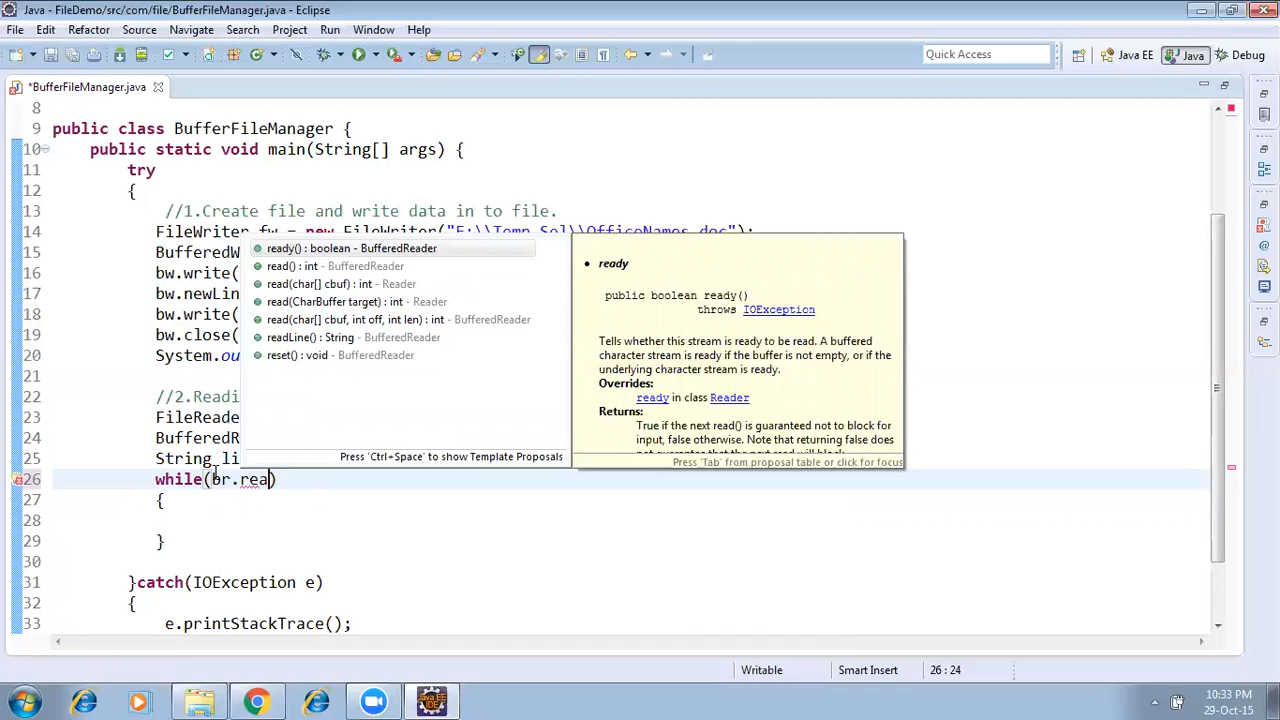 Java - FileDemo/src/com/file/BufferFileManager.java - Eclipse
File Edit Refactor Source Navigate Search Project Run Window Help
Quick Access Java EE Java Debug
*BufferFileManager.java
8
9 public class BufferFileManager {
10 public static void main(String[] args) {
11 try
12 {
13 //1.Create file and write data in to file.
14 FileWriter fw = new FileWriter("E:\\Temp_Sel\\OfficeNames.doc");
15 BufferedW
16 bw.write(
17 bw.newLin
18 bw.write(
19 bw.close(
20 System.ou
21
22 //2.Readi
23 FileReade
24 BufferedR
25 String li
26 while(br.rea)
27 {
28
29 }
30
31 }catch(IOException e)
32 {
33 e.printStackTrace();
ready() : boolean - BufferedReader
read() : int - BufferedReader
read(char[] cbuf) : int - Reader
read(CharBuffer target) : int - Reader
read(char[] cbuf, int off, int len) : int - BufferedReader
readLine() : String - BufferedReader
reset() : void - BufferedReader
Press 'Ctrl+Space' to show Template Proposals
ready
public boolean ready()
throws IOException
Tells whether this stream is ready to be read. A buffered
character stream is ready if the buffer is not empty, or if the
underlying character stream is ready.
Overrides:
ready in class Reader
Returns:
True if the next read() is guaranteed not to block for
input, false otherwise. Note that returning false does
Press 'Tab' from proposal table or click for focus
Writable Smart Insert 26 : 24
10:33 PM
29-Oct-15